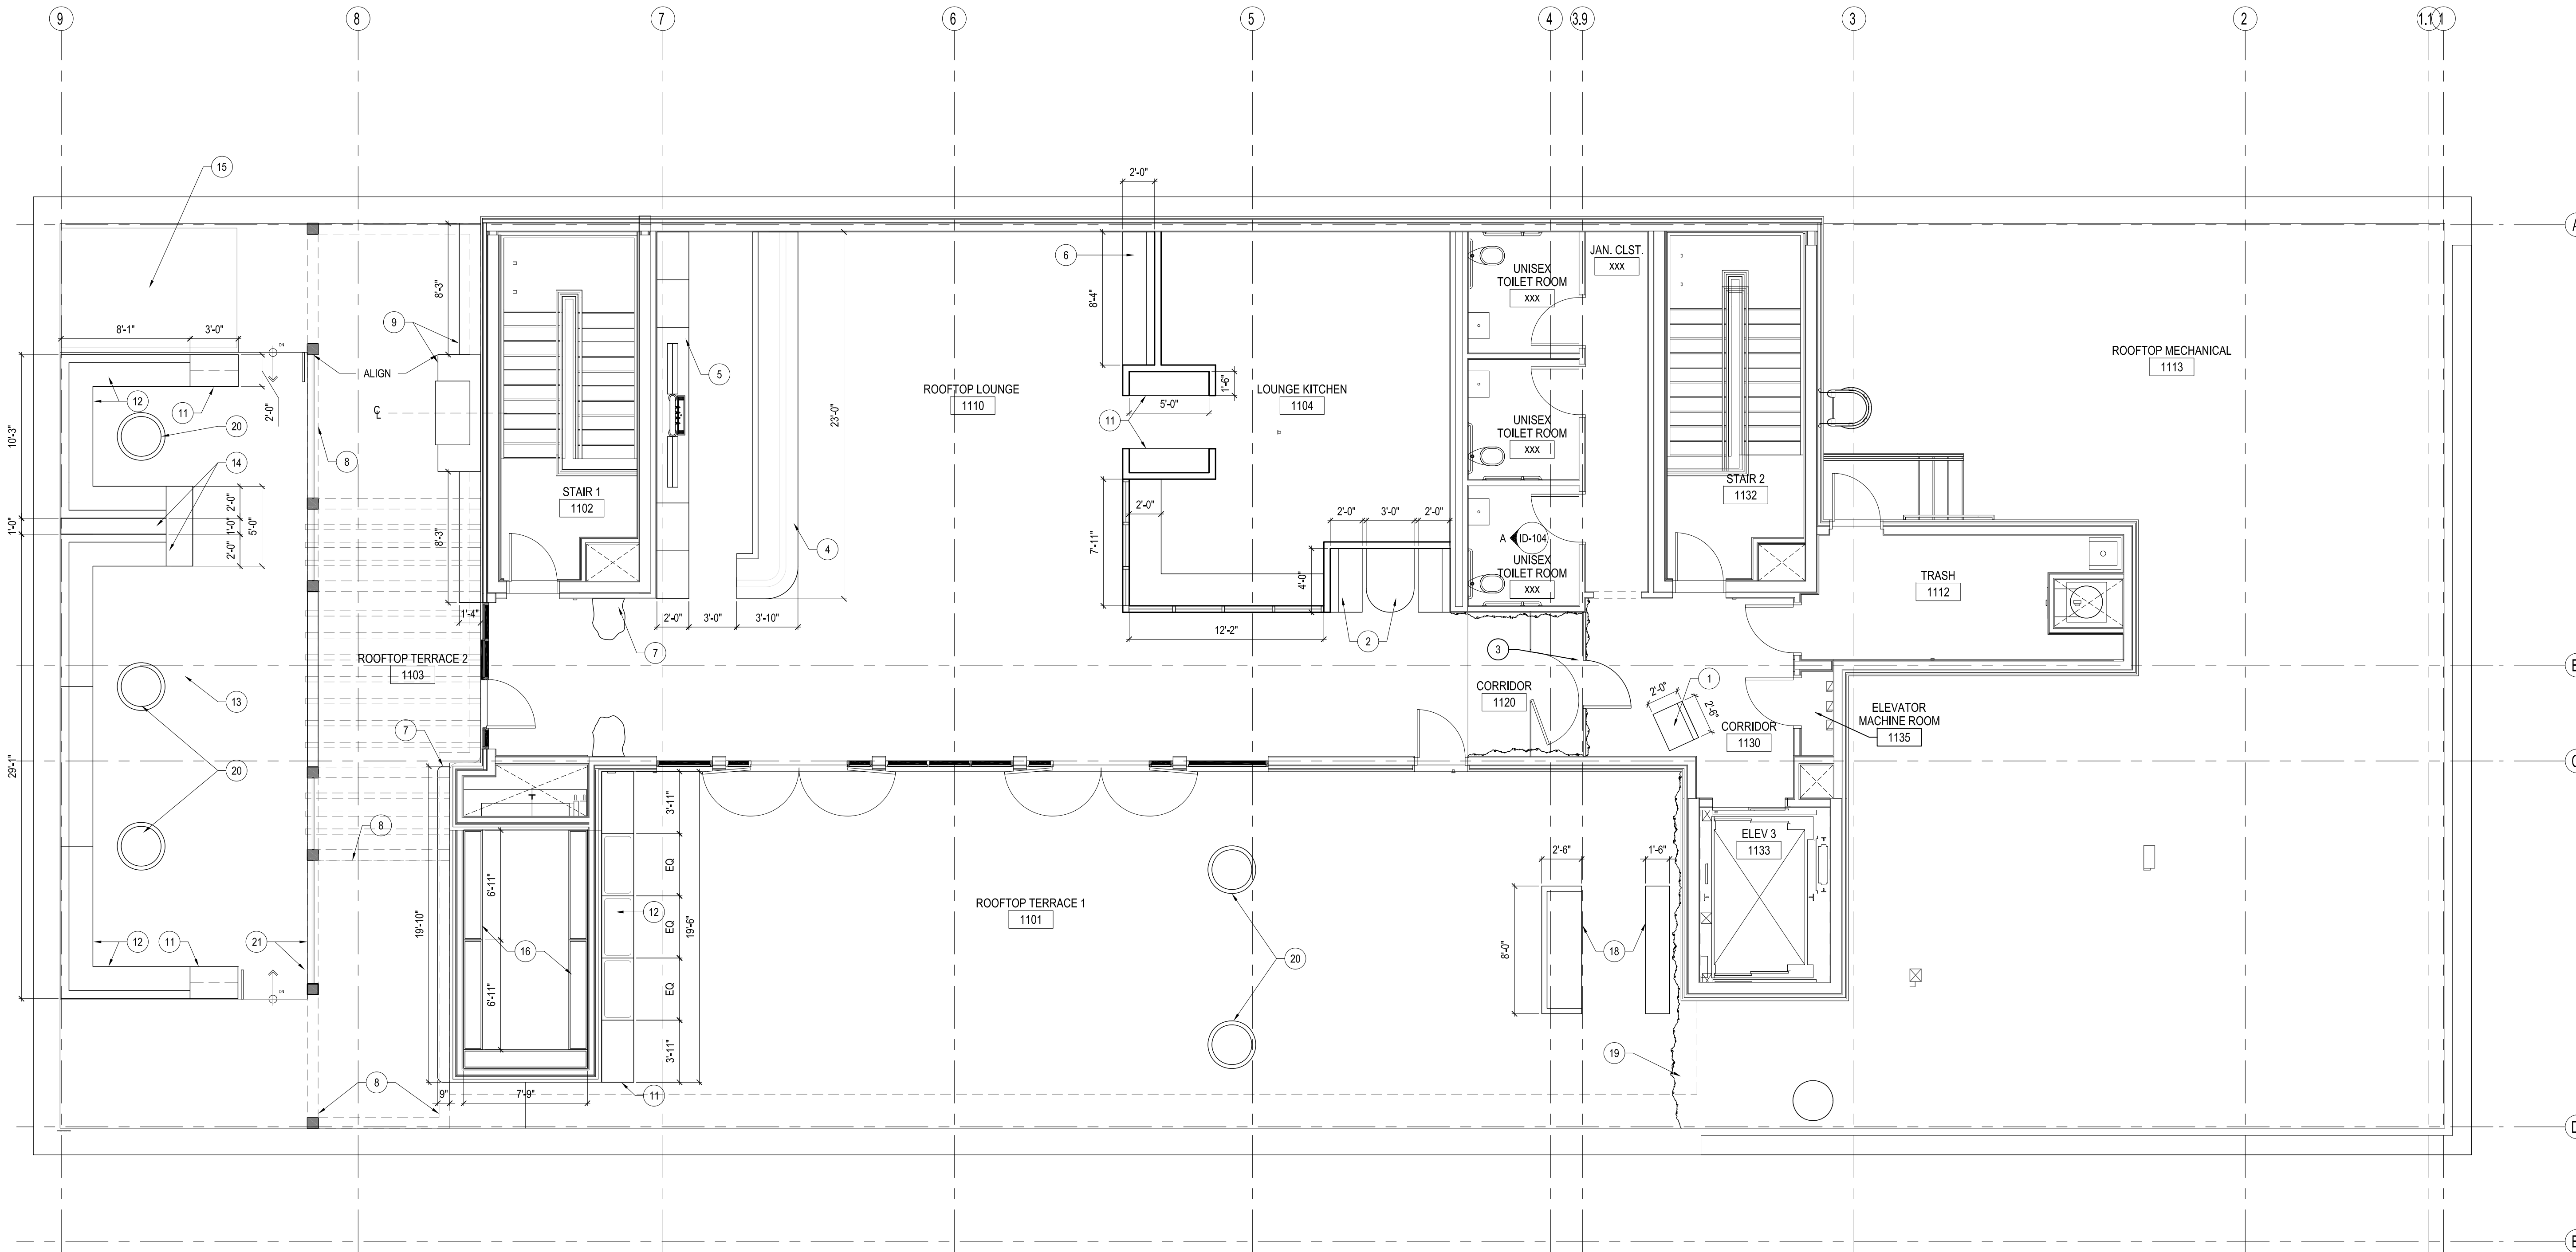 9
8
7
6
5
4
3.9
3
2
1.1
1
15
2'-0"
A
8'-3"
6
8'-4"
23'-0"
JAN. CLST.
xxx
UNISEX
TOILET ROOM
xxx
8'-1"
3'-0"
9
DN
ALIGN
5
ROOFTOP LOUNGE
1110
LOUNGE KITCHEN
1104
1'-6"
5'-0"
ROOFTOP MECHANICAL
1113
12
11
2'-0"
20
10'-3"
11
UNISEX
TOILET ROOM
xxx
14
8
STAIR 1
1102
STAIR 2
1132
2'-0"
1'-0"
2'-0"
5'-0"
1'-0"
8'-3"
4
2'-0"
7'-11"
2'-0"
3'-0"
2'-0"
A
ID-104
UNISEX
TOILET ROOM
xxx
4'-0"
TRASH
1112
1'-4"
2'-0"
3'-0"
3'-10"
12'-2"
2
7
3
ROOFTOP TERRACE 2
1103
13
CORRIDOR
1120
1
2'-0"
2'-6"
CORRIDOR
1130
ELEVATOR
MACHINE ROOM
1135
7
20
29'-1"
3'-11"
8
EQ
6'-11"
ELEV 3
1133
2'-6"
1'-6"
ROOFTOP TERRACE 1
1101
12
EQ
19'-6"
19'-10"
12
11
21
16
20
8'-0"
18
DN
6'-11"
EQ
3'-11"
19
8
9"
7'-9"
11